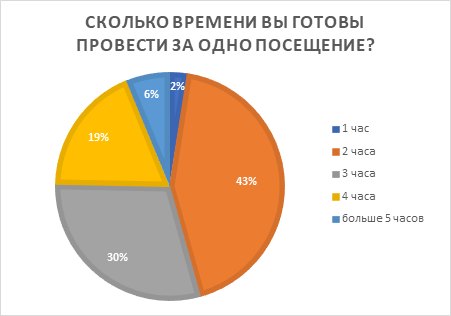 СКОЛЬКО ВРЕМЕНИ ВЫ ГОТОВЫ
ПРОВЕСТИ ЗА ОДНО ПОСЕЩЕНИЕ?
2%
6%
19%
43%
30%
1 час
2 часа
3 часа
4 часа
больше 5 часов